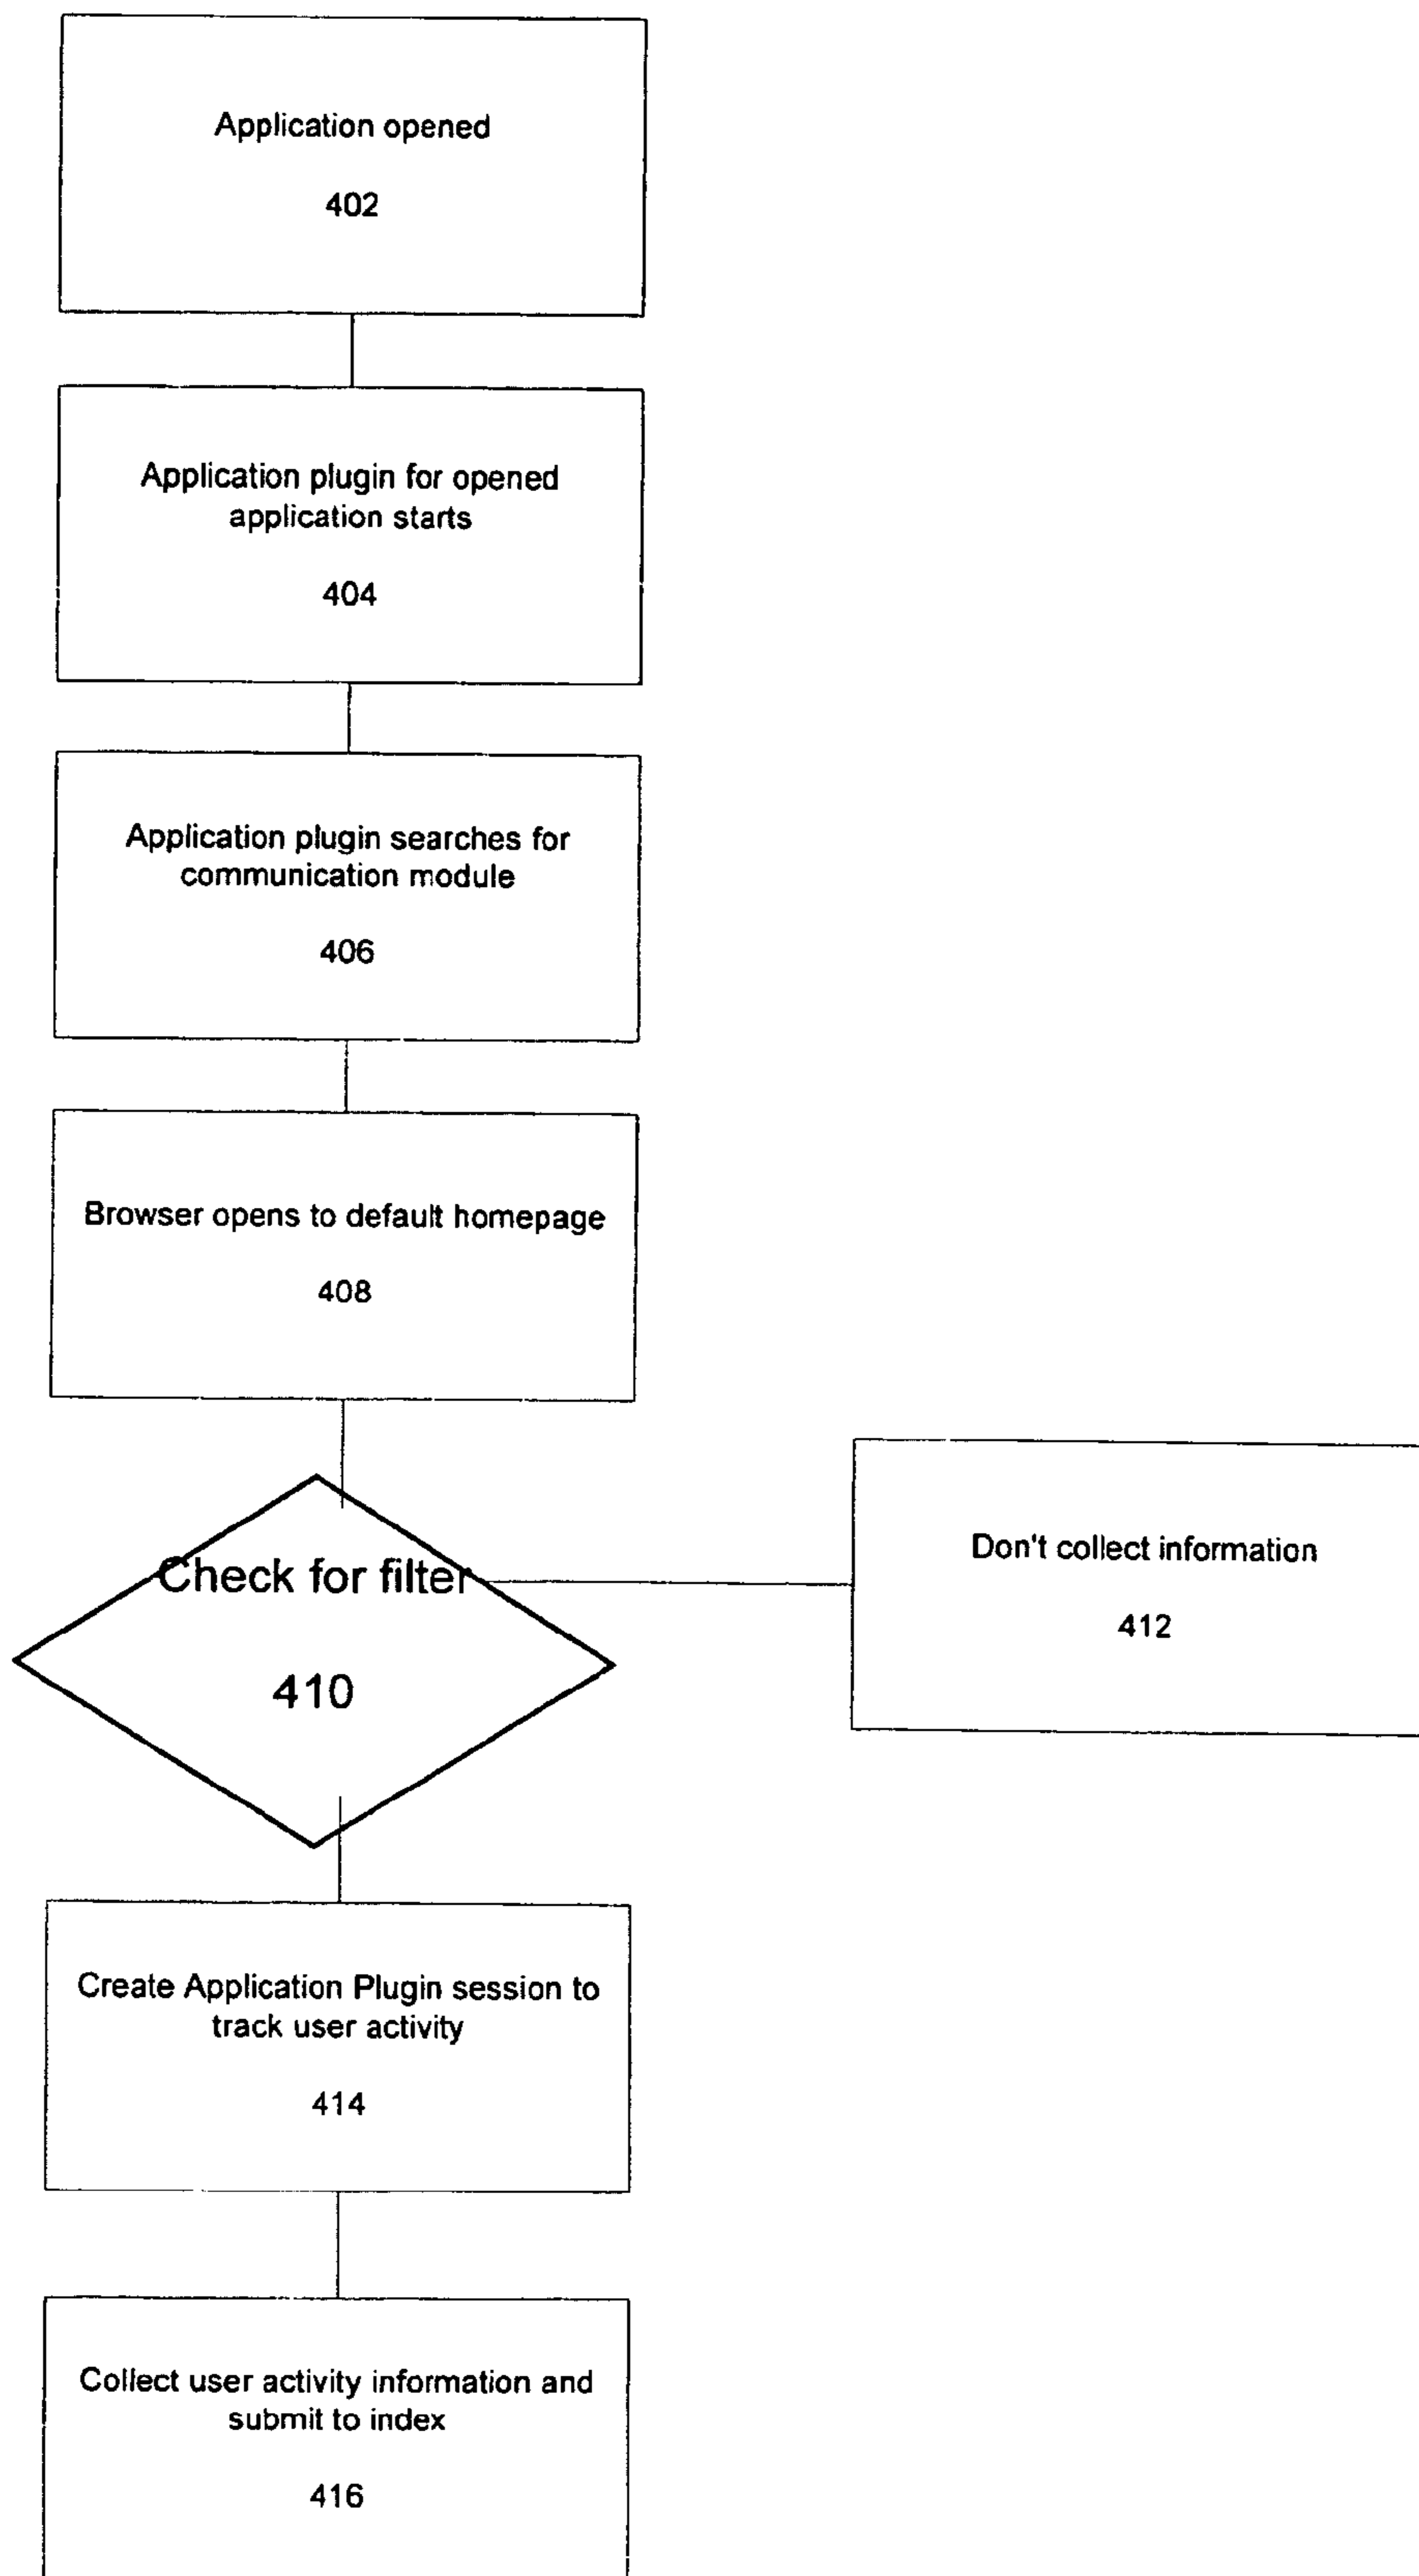 Application opened
402
Application plugin for opened
application starts
404
Application plugin searches for
communication module
406
Browser opens to default homepage
408
Check for filter
410
Don't collect information
412
Create Application Plugin session to
track user activity
414
Collect user activity information and
submit to index
416